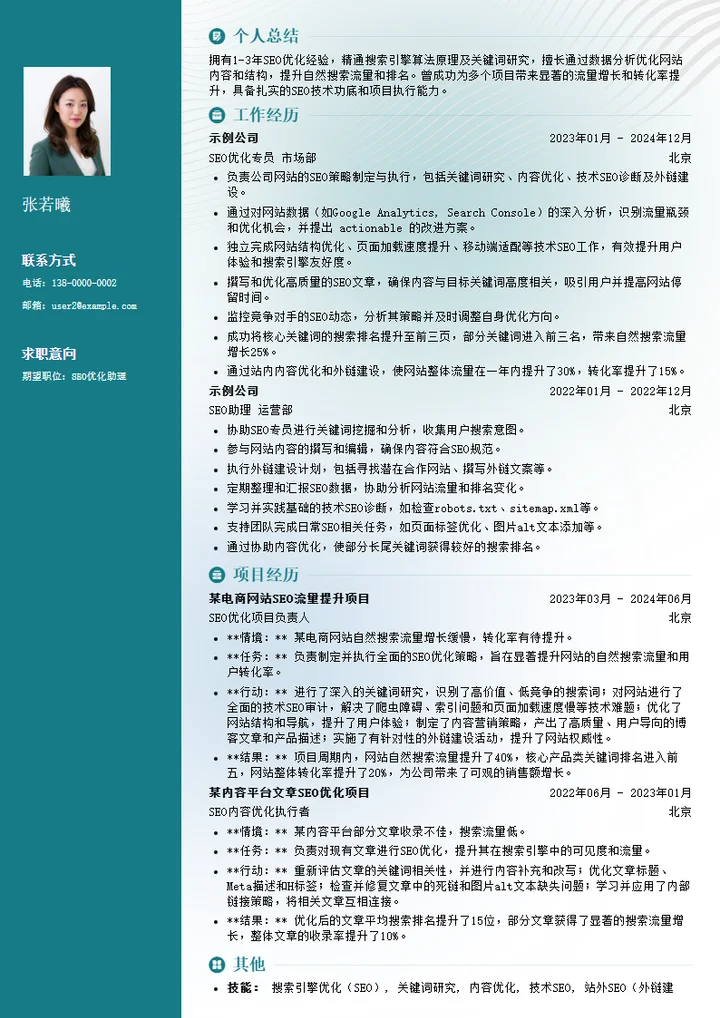 张若曦
联系方式
电话：138-0000-0002
邮箱：user2@example.com
求职意向
期望职位：SEO优化助理
个人总结
拥有1-3年SEO优化经验，精通搜索引擎算法原理及关键词研究，擅长通过数据分析优化网站
内容和结构，提升自然搜索流量和排名。曾成功为多个项目带来显著的流量增长和转化率提
升，具备扎实的SEO技术功底和项目执行能力。
工作经历
示例公司 2023年01月 - 2024年12月
SEO优化专员 市场部 北京
• 负责公司网站的SEO策略制定与执行，包括关键词研究、内容优化、技术SEO诊断及外链建
设。
• 通过对网站数据（如Google Analytics, Search Console）的深入分析，识别流量瓶颈
和优化机会，并提出 actionable 的改进方案。
• 独立完成网站结构优化、页面加载速度提升、移动端适配等技术SEO工作，有效提升用户
体验和搜索引擎友好度。
• 撰写和优化高质量的SEO文章，确保内容与目标关键词高度相关，吸引用户并提高网站停
留时间。
• 监控竞争对手的SEO动态，分析其策略并及时调整自身优化方向。
• 成功将核心关键词的搜索排名提升至前三页，部分关键词进入前三名，带来自然搜索流量
增长25%。
• 通过站内内容优化和外链建设，使网站整体流量在一年内提升了30%，转化率提升了15%。
示例公司 2022年01月 - 2022年12月
SEO助理 运营部 北京
• 协助SEO专员进行关键词挖掘和分析，收集用户搜索意图。
• 参与网站内容的撰写和编辑，确保内容符合SEO规范。
• 执行外链建设计划，包括寻找潜在合作网站、撰写外链文案等。
• 定期整理和汇报SEO数据，协助分析网站流量和排名变化。
• 学习并实践基础的技术SEO诊断，如检查robots.txt、sitemap.xml等。
• 支持团队完成日常SEO相关任务，如页面标签优化、图片alt文本添加等。
• 通过协助内容优化，使部分长尾关键词获得较好的搜索排名。
项目经历
某电商网站SEO流量提升项目 2023年03月 - 2024年06月
SEO优化项目负责人 北京
• **情境：** 某电商网站自然搜索流量增长缓慢，转化率有待提升。
• **任务：** 负责制定并执行全面的SEO优化策略，旨在显著提升网站的自然搜索流量和用
户转化率。
• **行动：** 进行了深入的关键词研究，识别了高价值、低竞争的搜索词；对网站进行了
全面的技术SEO审计，解决了爬虫障碍、索引问题和页面加载速度慢等技术难题；优化了
网站结构和导航，提升了用户体验；制定了内容营销策略，产出了高质量、用户导向的博
客文章和产品描述；实施了有针对性的外链建设活动，提升了网站权威性。
• **结果：** 项目周期内，网站自然搜索流量提升了40%，核心产品类关键词排名进入前
五，网站整体转化率提升了20%，为公司带来了可观的销售额增长。
某内容平台文章SEO优化项目 2022年06月 - 2023年01月
SEO内容优化执行者 北京
• **情境：** 某内容平台部分文章收录不佳，搜索流量低。
• **任务：** 负责对现有文章进行SEO优化，提升其在搜索引擎中的可见度和流量。
• **行动：** 重新评估文章的关键词相关性，并进行内容补充和改写；优化文章标题、
Meta描述和H标签；检查并修复文章中的死链和图片alt文本缺失问题；学习并应用了内部
链接策略，将相关文章互相连接。
• **结果：** 优化后的文章平均搜索排名提升了15位，部分文章获得了显著的搜索流量增
长，整体文章的收录率提升了10%。
其他
• 技能： 搜索引擎优化（SEO）, 关键词研究, 内容优化, 技术SEO, 站外SEO（外链建